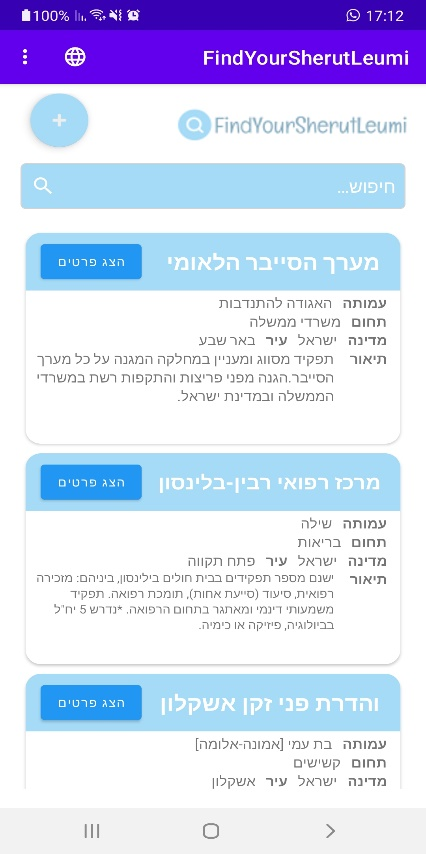 100% 17:12
FindYourSherutLeumi
+
FindYourSherutLeumi
חיפוש...
מערך הסייבר הלאומי
הצג פרטים
עמותה האגודה להתנדבות
תחום משרדי ממשלה
מדינה ישראל עיר באר שבע
תיאור תפקיד מסווג ומעניין במחלקה המגנה על כל מערך
הסייבר.הגנה מפני פריצות והתקפות רשת במשרדי
הממשלה ובמדינת ישראל.
מרכז רפואי רבין-בלינסון
הצג פרטים
עמותה שילה
תחום בריאות
מדינה ישראל עיר פתח תקווה
תיאור ישנם מספר תפקידים בבית חולים בילינסון, ביניהם: מזכירה
רפואית, סיעוד (סייעת אחות), תומכת רפואה. תפקיד
משמעותי דינמי ומאתגר בתחום הרפואה. *נדרש 5 יח"ל
בביולוגיה, פיזיקה או כימיה.
והדרת פני זקן אשקלון
הצג פרטים
עמותה בת עמי [אמונה-אלומה]
תחום קשישים
מדינה ישראל עיר אשקלון